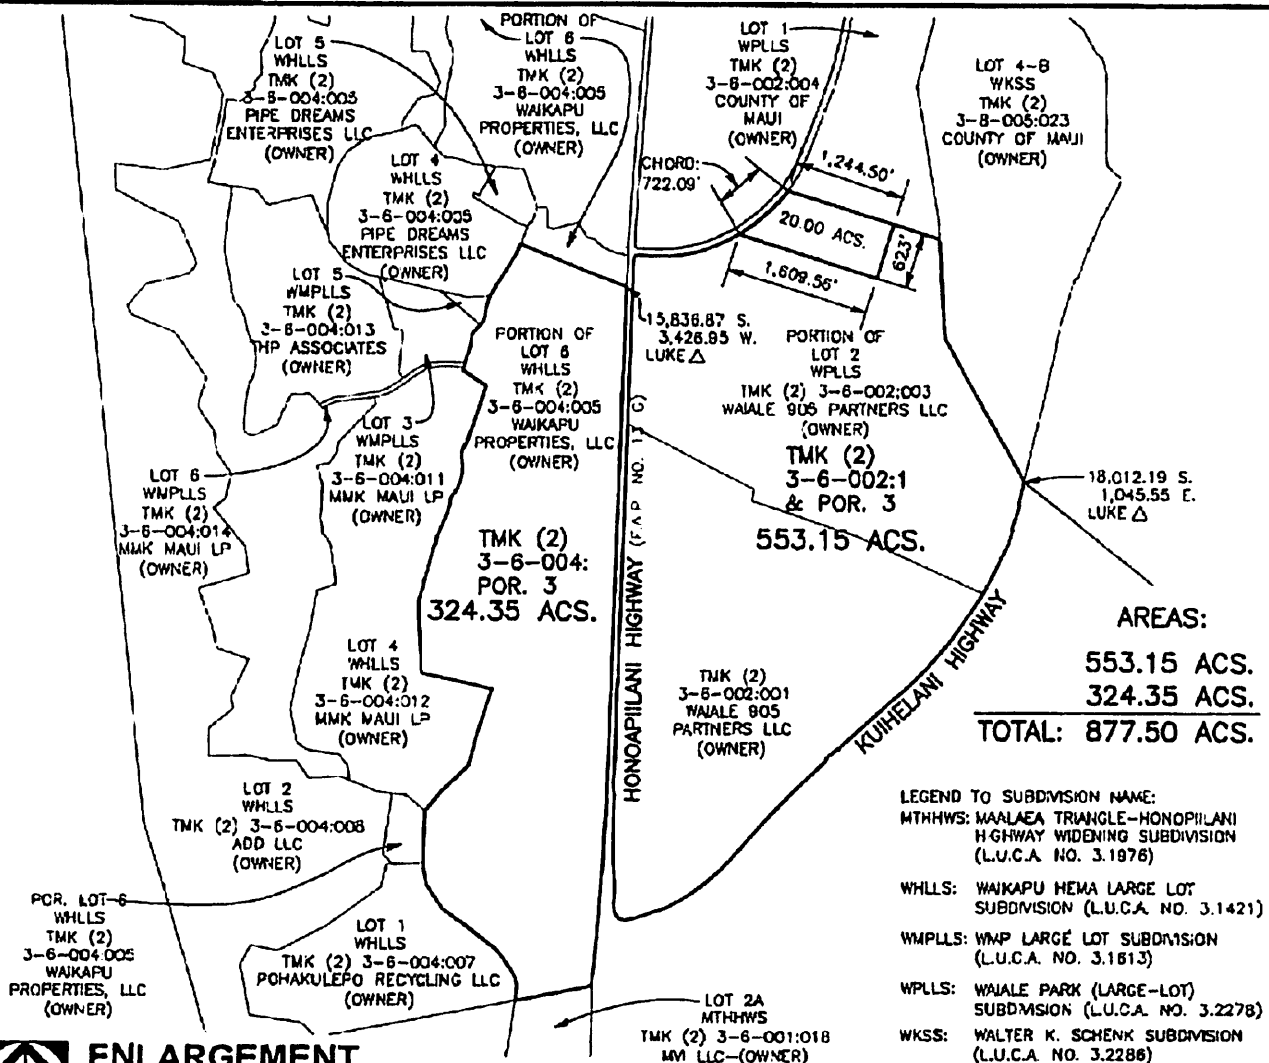 LOT 5
WHLLS
TMK (2)
3-6-004:005
PIPE DREAMS
ENTERPRISES LLC
(OWNER)
PORTION OF
LOT 6
WHLLS
TMK (2)
3-6-004:005
WAIKAPU
PROPERTIES, LLC
(OWNER)
LOT 1
WPLLS
TMK (2)
3-6-002:004
COUNTY OF
MAUI
(OWNER)
LOT 4-B
WKSS
TMK (2)
3-8-005:023
COUNTY OF MAUI
(OWNER)
LOT 4
WHLLS
TMK (2)
3-6-004:005
PIPE DREAMS
ENTERPRISES LLC
(OWNER)
CHORD:
722.09'
1,244.50'
20.00 ACS.
623'
1,609.56'
LOT 5
WMPLLS
TMK (2)
3-6-004:013
THP ASSOCIATES
(OWNER)
15,836.87 S.
3,426.95 W.
LUKE △
PORTION OF
LOT 6
WHLLS
TMK (2)
3-6-004:005
WAIKAPU
PROPERTIES, LLC
(OWNER)
PORTION OF
LOT 2
WPLLS
TMK (2) 3-6-002:003
WAIALE 905 PARTNERS LLC
(OWNER)
TMK (2)
3-6-002:1
& POR. 3
553.15 ACS.
LOT 3
WMPLLS
TMK (2)
3-6-004:011
MMK MAUI LP
(OWNER)
LOT 6
WMPLLS
TMK (2)
3-6-004:014
MMK MAUI LP
(OWNER)
18,012.19 S.
1,045.55 E.
LUKE △
TMK (2)
3-6-004:
POR. 3
324.35 ACS.
HONOAPIILANI HIGHWAY (F.A.P. NO. 13 G)
KUIHELANI HIGHWAY
AREAS:
553.15 ACS.
324.35 ACS.
TOTAL: 877.50 ACS.
LOT 4
WHLLS
TMK (2)
3-6-004:012
MMK MAUI LP
(OWNER)
TMK (2)
3-6-002:001
WAIALE 905
PARTNERS LLC
(OWNER)
LOT 2
WHLLS
TMK (2) 3-6-004:008
ADD LLC
(OWNER)
POR. LOT 6
WHLLS
TMK (2)
3-6-004:005
WAIKAPU
PROPERTIES, LLC
(OWNER)
LOT 1
WHLLS
TMK (2) 3-6-004:007
POHAKULEPO RECYCLING LLC
(OWNER)
LOT 2A
MTHHWS
TMK (2) 3-6-001:018
MVI LLC-(OWNER)
LEGEND TO SUBDIVISION NAME:
MTHHWS: MAALAEA TRIANGLE-HONOPIILANI
HIGHWAY WIDENING SUBDIVISION
(L.U.C.A. NO. 3.1976)
WHLLS: WAIKAPU HEMA LARGE LOT
SUBDIVISION (L.U.C.A. NO. 3.1421)
WMPLLS: WMP LARGE LOT SUBDIVISION
(L.U.C.A. NO. 3.1613)
WPLLS: WAIALE PARK (LARGE-LOT)
SUBDIVISION (L.U.C.A. NO. 3.2278)
WKSS: WALTER K. SCHENK SUBDIVISION
(L.U.C.A. NO. 3.2286)
ENLARGEMENT